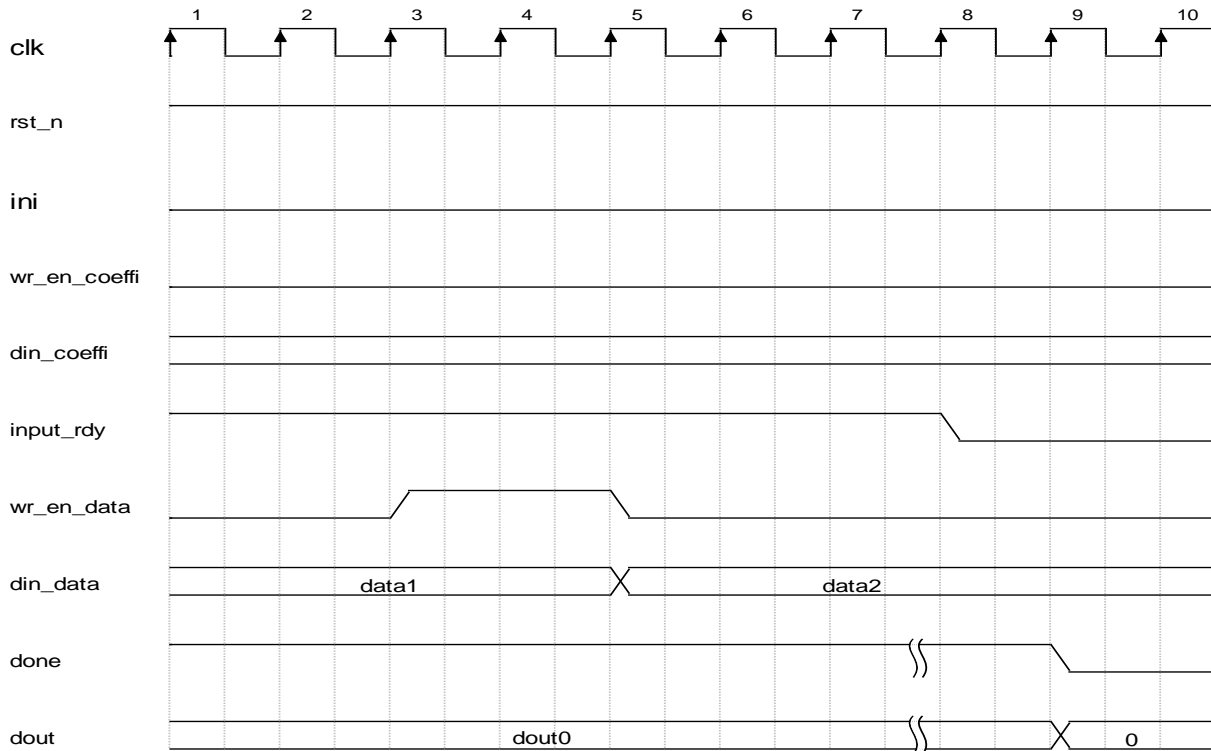 1 2 3 4 5 6 7 8 9 10
clk
rst_n
ini
wr_en_coeffi
din_coeffi
input_rdy
wr_en_data
din_data data1 data2
done
dout dout0 0